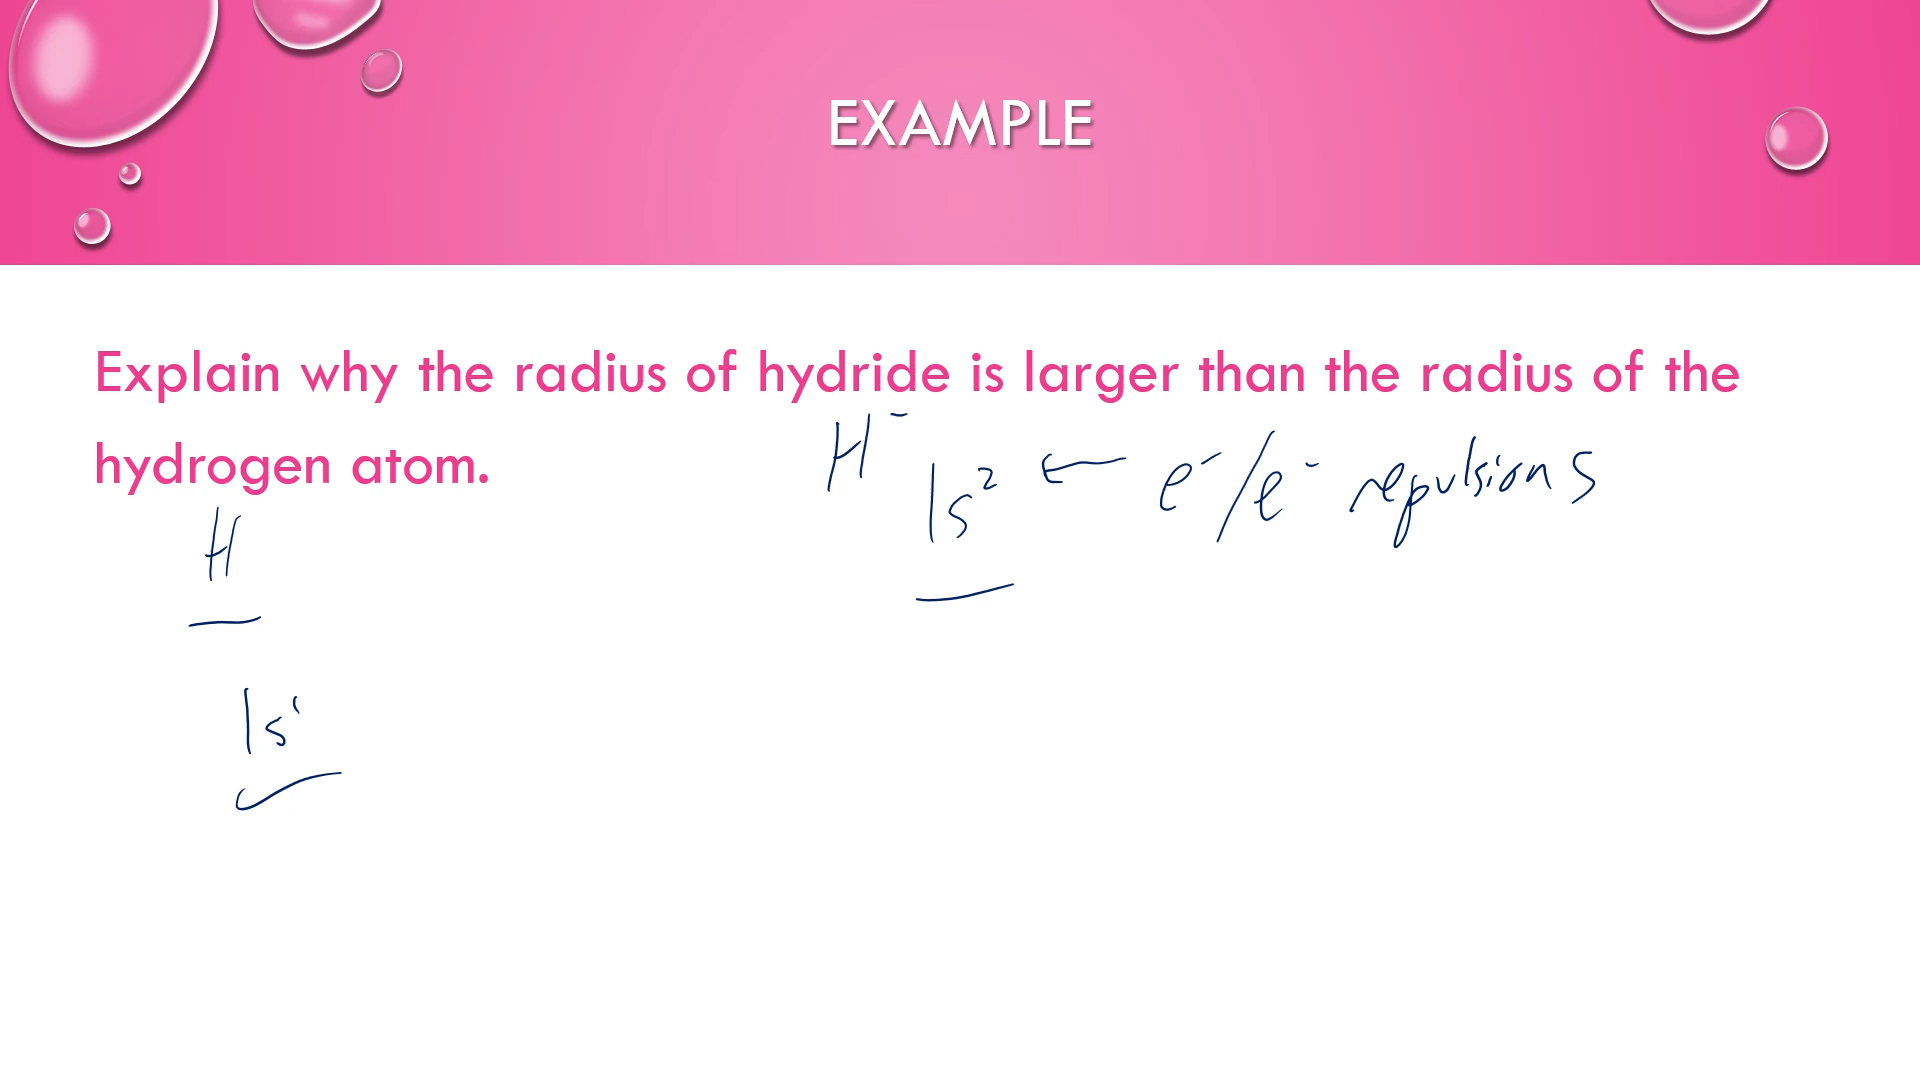 EXAMPLE
Explain why the radius of hydride is larger than the radius of the
hydrogen atom.
H⁻
1s² ← e⁻/e⁻ repulsions
H
1s¹